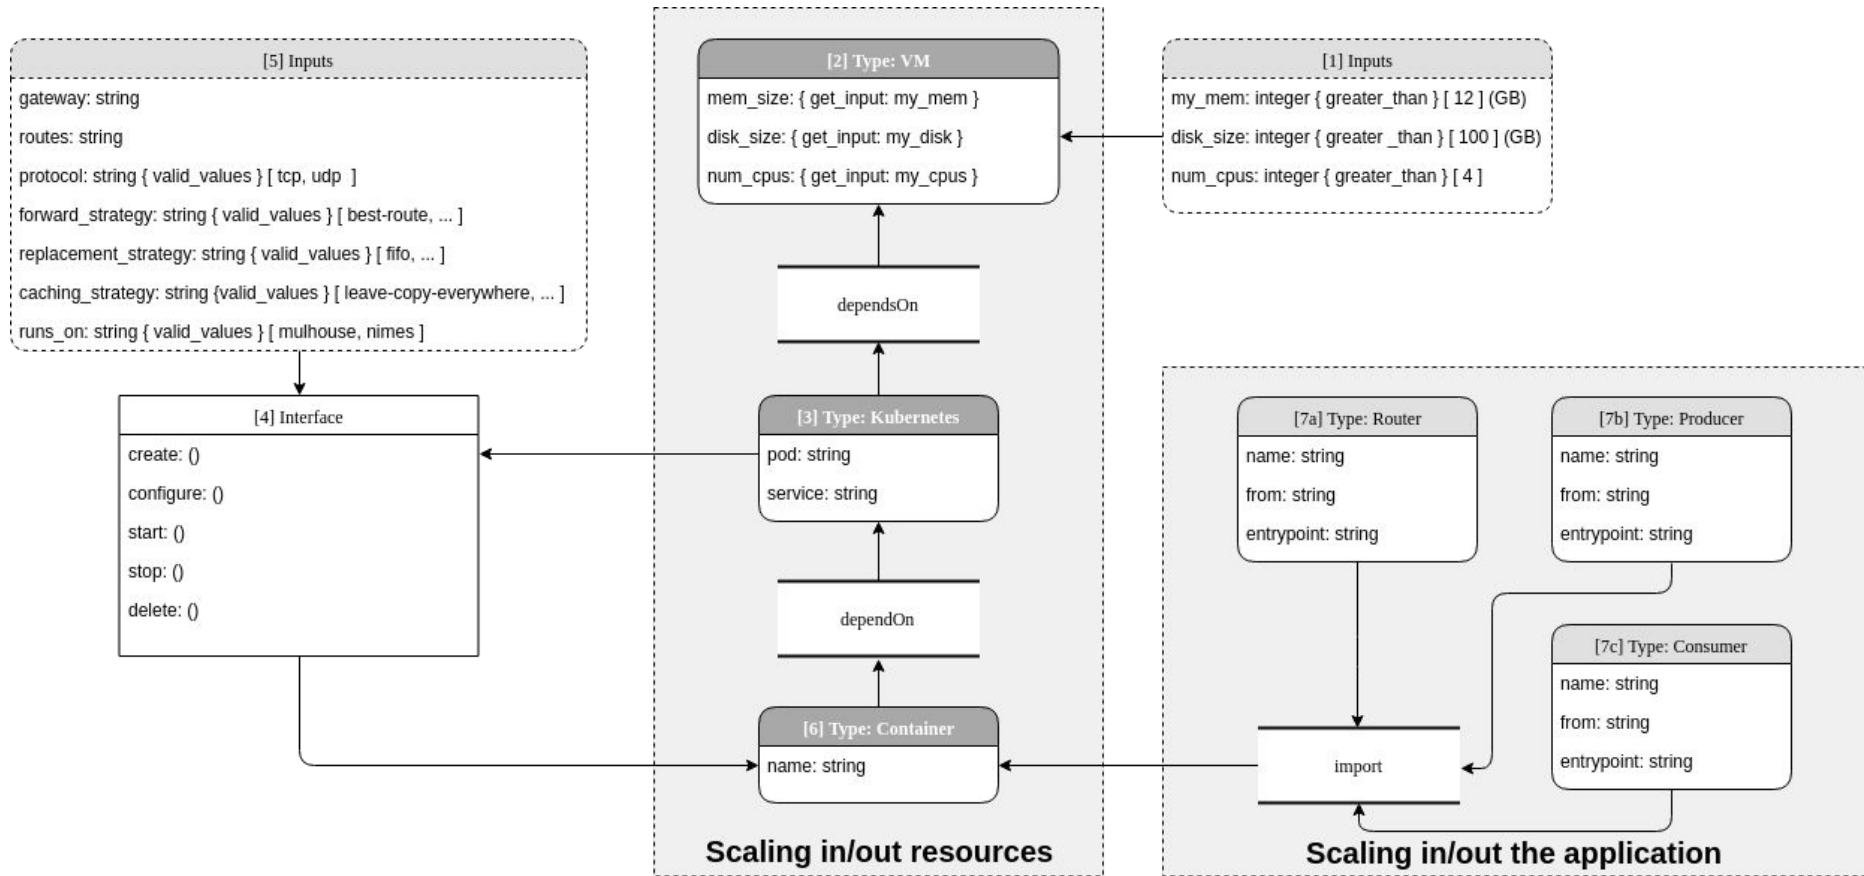 [5] Inputs
gateway: string
routes: string
protocol: string { valid_values } [ tcp, udp  ]
forward_strategy: string { valid_values } [ best-route, ... ]
replacement_strategy: string { valid_values } [ fifo, ... ]
caching_strategy: string {valid_values } [ leave-copy-everywhere, ... ]
runs_on: string { valid_values } [ mulhouse, nimes ]
[4] Interface
create: ()
configure: ()
start: ()
stop: ()
delete: ()
[2] Type: VM
mem_size: { get_input: my_mem }
disk_size: { get_input: my_disk }
num_cpus: { get_input: my_cpus }
dependsOn
[3] Type: Kubernetes
pod: string
service: string
dependOn
[6] Type: Container
name: string
Scaling in/out resources
[1] Inputs
my_mem: integer { greater_than } [ 12 ] (GB)
disk_size: integer { greater _than } [ 100 ] (GB)
num_cpus: integer { greater_than } [ 4 ]
[7a] Type: Router
name: string
from: string
entrypoint: string
[7b] Type: Producer
name: string
from: string
entrypoint: string
[7c] Type: Consumer
name: string
from: string
entrypoint: string
import
Scaling in/out the application